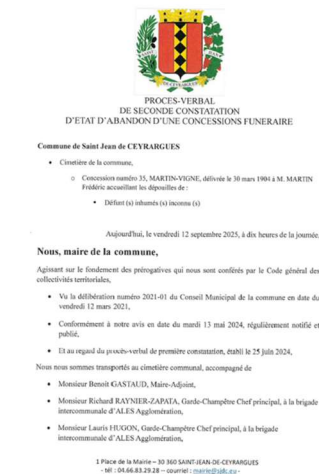 PROCES-VERBAL
DE SECONDE CONSTATATION
D'ETAT D'ABANDON D'UNE CONCESSIONS FUNERAIRE
Commune de Saint Jean de CEYRARGUES
• Cimetière de la commune,
o Concession numéro 35, MARTIN-VIGNE, délivrée le 30 mars 1904 à M. MARTIN
Frédéric accueillant les dépouilles de :
▪ Défunt (s) inhumés (s) inconnu (s)
Aujourd'hui, le vendredi 12 septembre 2025, à dix heures de la journée.
Nous, maire de la commune,
Agissant sur le fondement des prérogatives qui nous sont conférés par le Code général des
collectivités territoriales,
• Vu la délibération numéro 2021-01 du Conseil Municipal de la commune en date du
vendredi 12 mars 2021,
• Conformément à notre avis en date du mardi 13 mai 2024, régulièrement notifié et
publié,
• Et au regard du procès-verbal de première constatation, établi le 25 juin 2024,
Nous nous sommes transportés au cimetière communal, accompagné de
• Monsieur Benoit GASTAUD, Maire-Adjoint,
• Monsieur Richard RAYNIER-ZAPATA, Garde-Champêtre Chef principal, à la brigade
intercommunale d'ALES Agglomération,
• Monsieur Lauris HUGON, Garde-Champêtre Chef principal, à la brigade
intercommunale d'ALES Agglomération,
1 Place de la Mairie – 30 360 SAINT-JEAN-DE-CEYRARGUES
- tél : 04.66.83.29.28 – courriel : mairie@sjdc.eu -